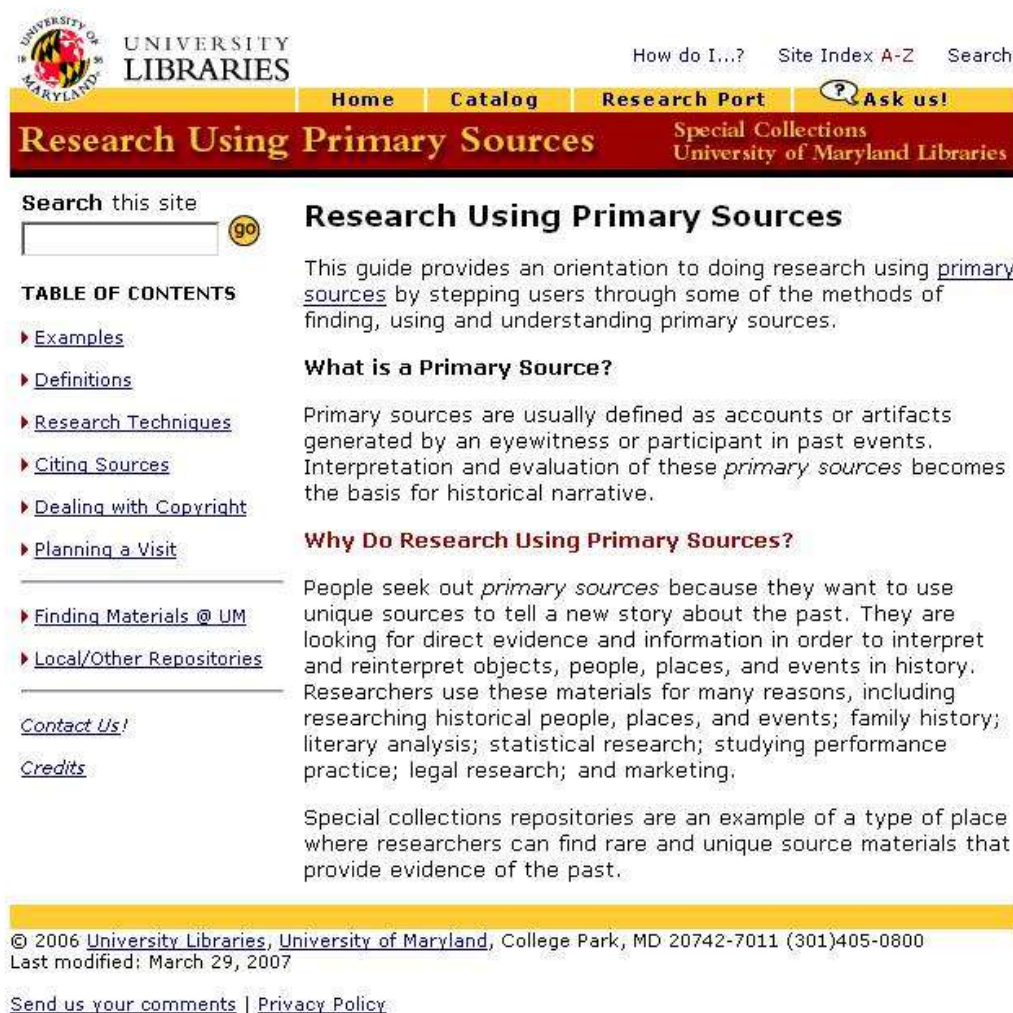 UNIVERSITY OF
18 56
MARYLAND
UNIVERSITY
LIBRARIES
How do I...? Site Index A-Z Search
Home Catalog Research Port ? Ask us!
Research Using Primary Sources
Special Collections
University of Maryland Libraries
Search this site
go
TABLE OF CONTENTS
Examples
Definitions
Research Techniques
Citing Sources
Dealing with Copyright
Planning a Visit
Finding Materials @ UM
Local/Other Repositories
Contact Us!
Credits
Research Using Primary Sources
This guide provides an orientation to doing research using primary
sources by stepping users through some of the methods of
finding, using and understanding primary sources.
What is a Primary Source?
Primary sources are usually defined as accounts or artifacts
generated by an eyewitness or participant in past events.
Interpretation and evaluation of these primary sources becomes
the basis for historical narrative.
Why Do Research Using Primary Sources?
People seek out primary sources because they want to use
unique sources to tell a new story about the past. They are
looking for direct evidence and information in order to interpret
and reinterpret objects, people, places, and events in history.
Researchers use these materials for many reasons, including
researching historical people, places, and events; family history;
literary analysis; statistical research; studying performance
practice; legal research; and marketing.
Special collections repositories are an example of a type of place
where researchers can find rare and unique source materials that
provide evidence of the past.
© 2006 University Libraries, University of Maryland, College Park, MD 20742-7011 (301)405-0800
Last modified: March 29, 2007
Send us your comments | Privacy Policy